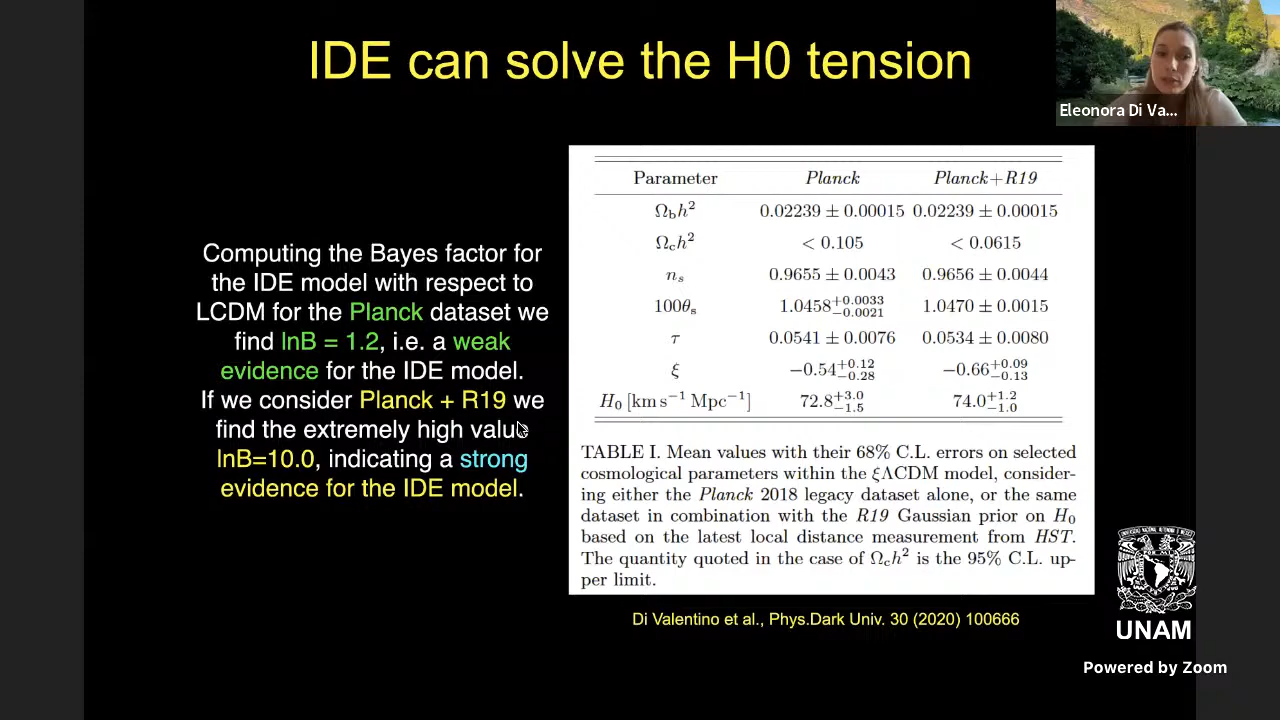 IDE can solve the H0 tension
Eleonora Di Va...
Computing the Bayes factor for
the IDE model with respect to
LCDM for the Planck dataset we
find lnB = 1.2, i.e. a weak
evidence for the IDE model.
If we consider Planck + R19 we
find the extremely high value
lnB=10.0, indicating a strong
evidence for the IDE model.
Parameter Planck Planck+R19
Ω_b h² 0.02239 ± 0.00015 0.02239 ± 0.00015
Ω_c h² < 0.105 < 0.0615
n_s 0.9655 ± 0.0043 0.9656 ± 0.0044
100θ_s 1.0458^{+0.0033}_{−0.0021} 1.0470 ± 0.0015
τ 0.0541 ± 0.0076 0.0534 ± 0.0080
ξ −0.54^{+0.12}_{−0.28} −0.66^{+0.09}_{−0.13}
H_0 [km s⁻¹ Mpc⁻¹] 72.8^{+3.0}_{−1.5} 74.0^{+1.2}_{−1.0}
TABLE I. Mean values with their 68% C.L. errors on selected
cosmological parameters within the ξΛCDM model, consider-
ing either the Planck 2018 legacy dataset alone, or the same
dataset in combination with the R19 Gaussian prior on H_0
based on the latest local distance measurement from HST.
The quantity quoted in the case of Ω_c h² is the 95% C.L. up-
per limit.
Di Valentino et al., Phys.Dark Univ. 30 (2020) 100666
UNAM
Powered by Zoom